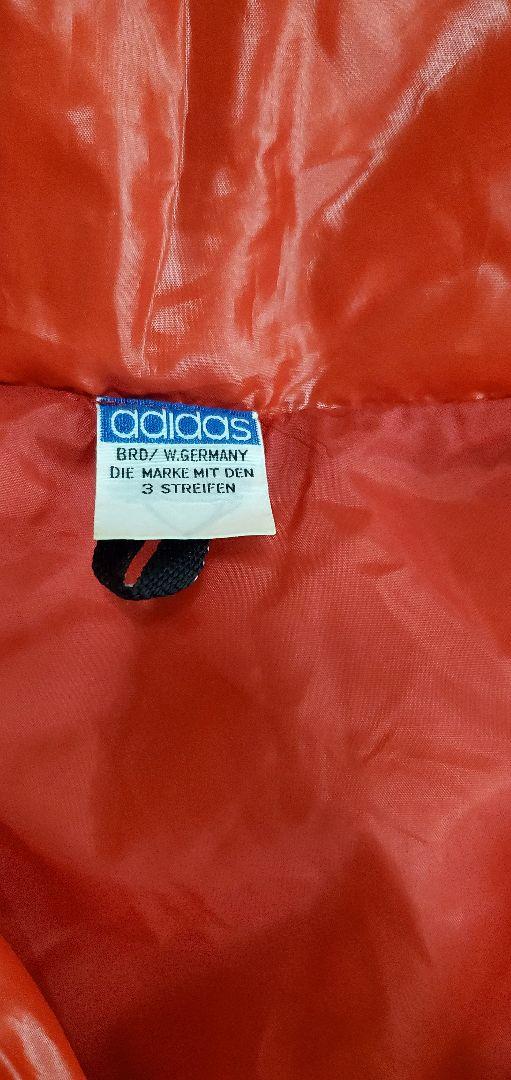 adidas
BRD/ W.GERMANY
DIE MARKE MIT DEN
3 STREIFEN